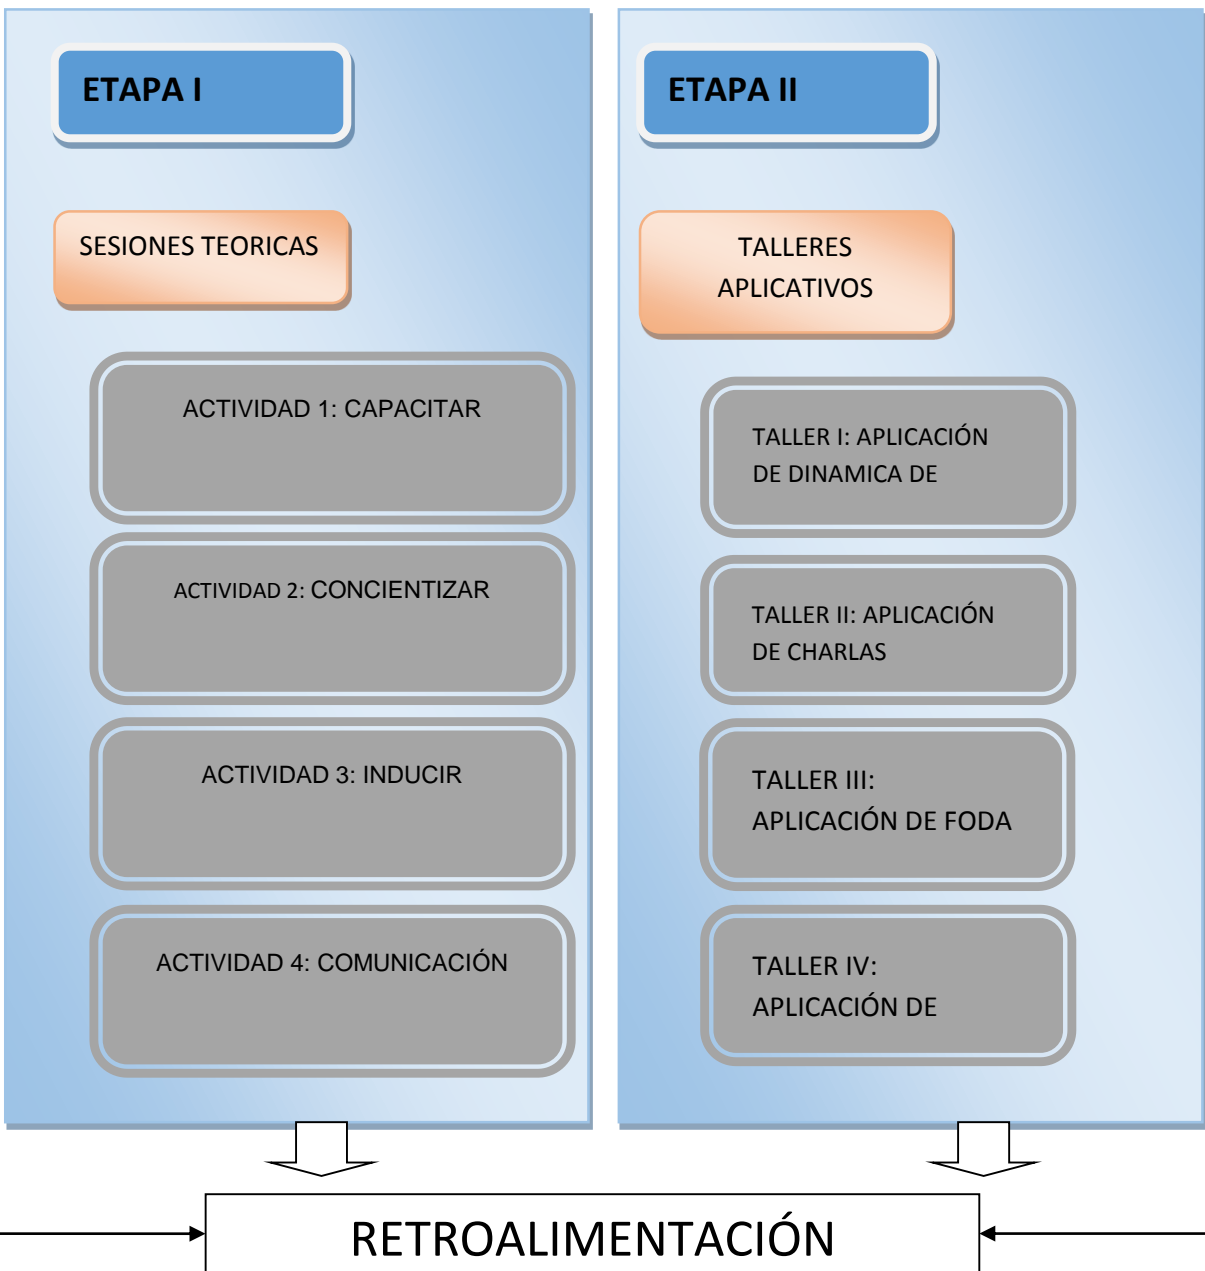 ETAPA I
SESIONES TEORICAS
ACTIVIDAD 1: CAPACITAR
ACTIVIDAD 2: CONCIENTIZAR
ACTIVIDAD 3: INDUCIR
ACTIVIDAD 4: COMUNICACIÓN
ETAPA II
TALLERES
APLICATIVOS
TALLER I: APLICACIÓN
DE DINAMICA DE
TALLER II: APLICACIÓN
DE CHARLAS
TALLER III:
APLICACIÓN DE FODA
TALLER IV:
APLICACIÓN DE
RETROALIMENTACIÓN